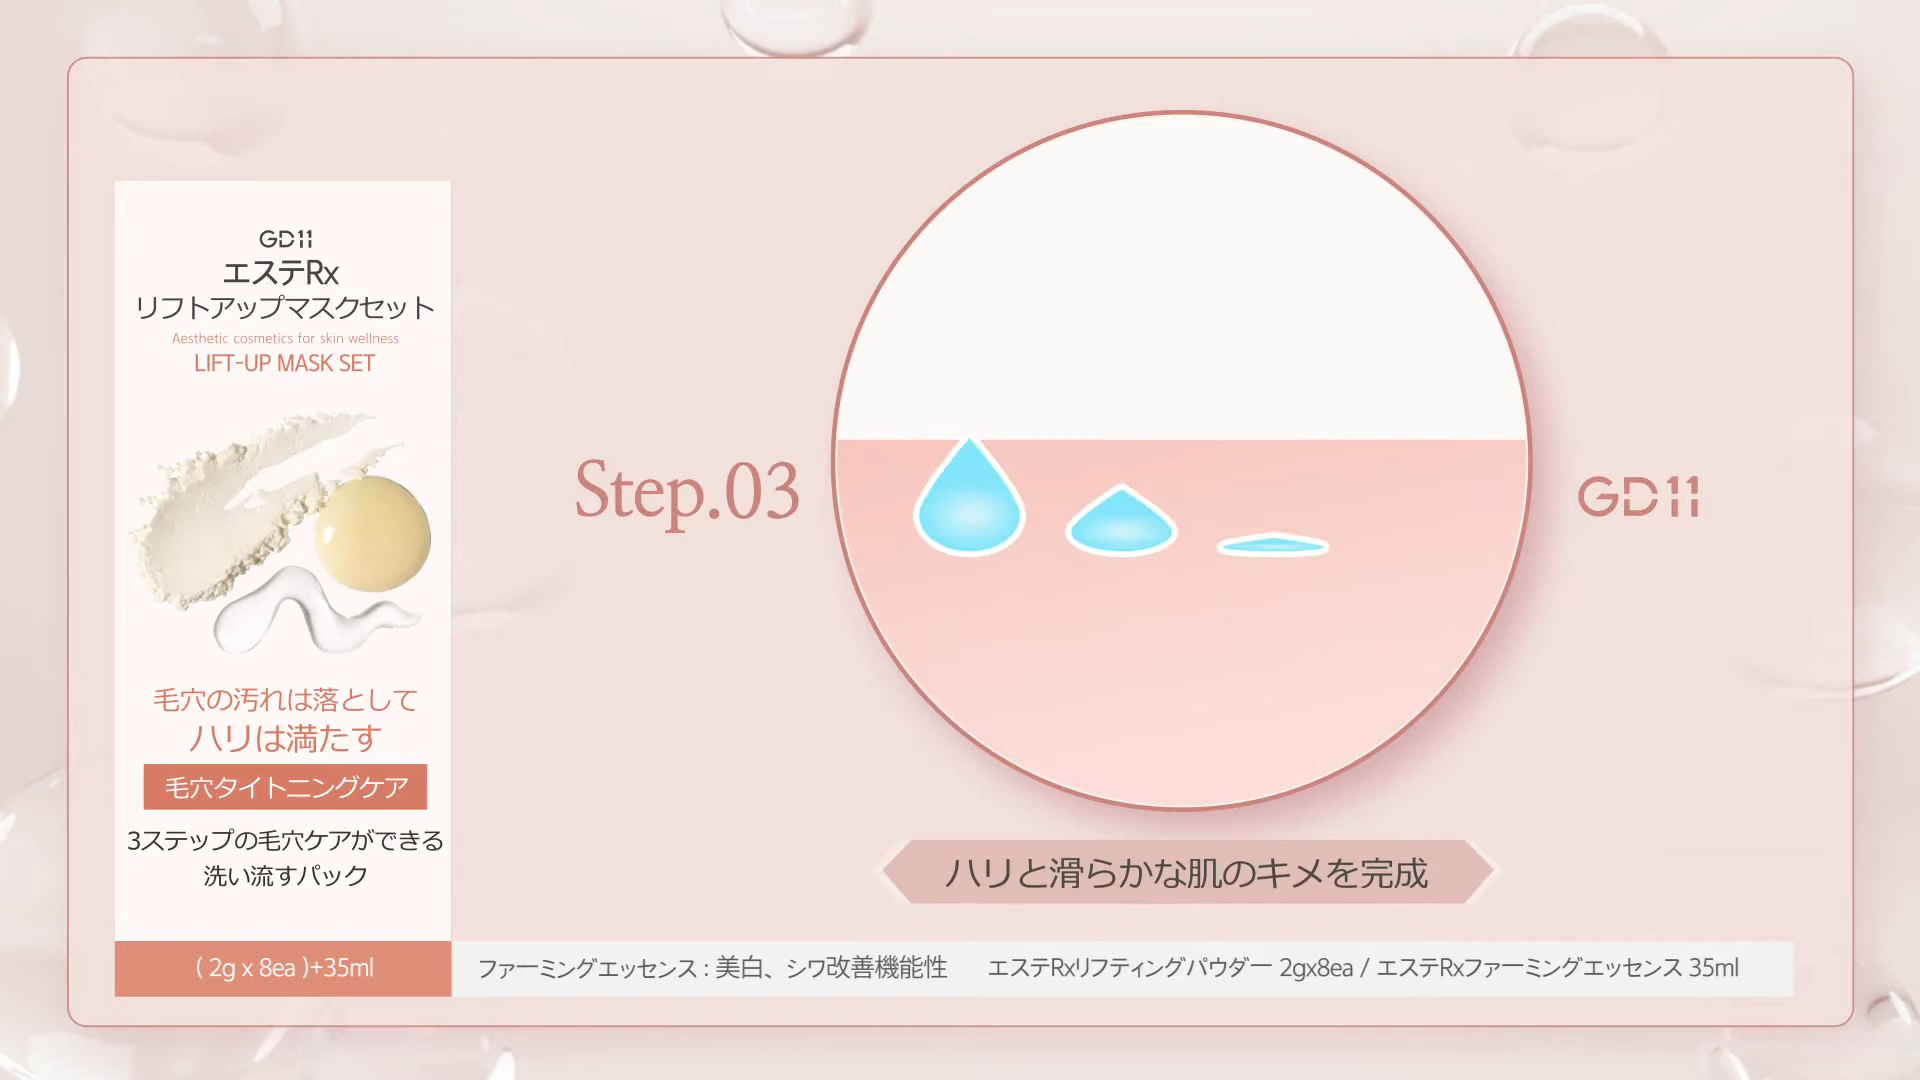 GD11
エステRx
リフトアップマスクセット
Aesthetic cosmetics for skin wellness
LIFT-UP MASK SET
毛穴の汚れは落として
ハリは満たす
毛穴タイトニングケア
3ステップの毛穴ケアができる
洗い流すパック
( 2g x 8ea )+35ml
Step.03
GD11
ハリと滑らかな肌のキメを完成
ファーミングエッセンス : 美白、シワ改善機能性
エステRxリフティングパウダー 2gx8ea / エステRxファーミングエッセンス 35ml